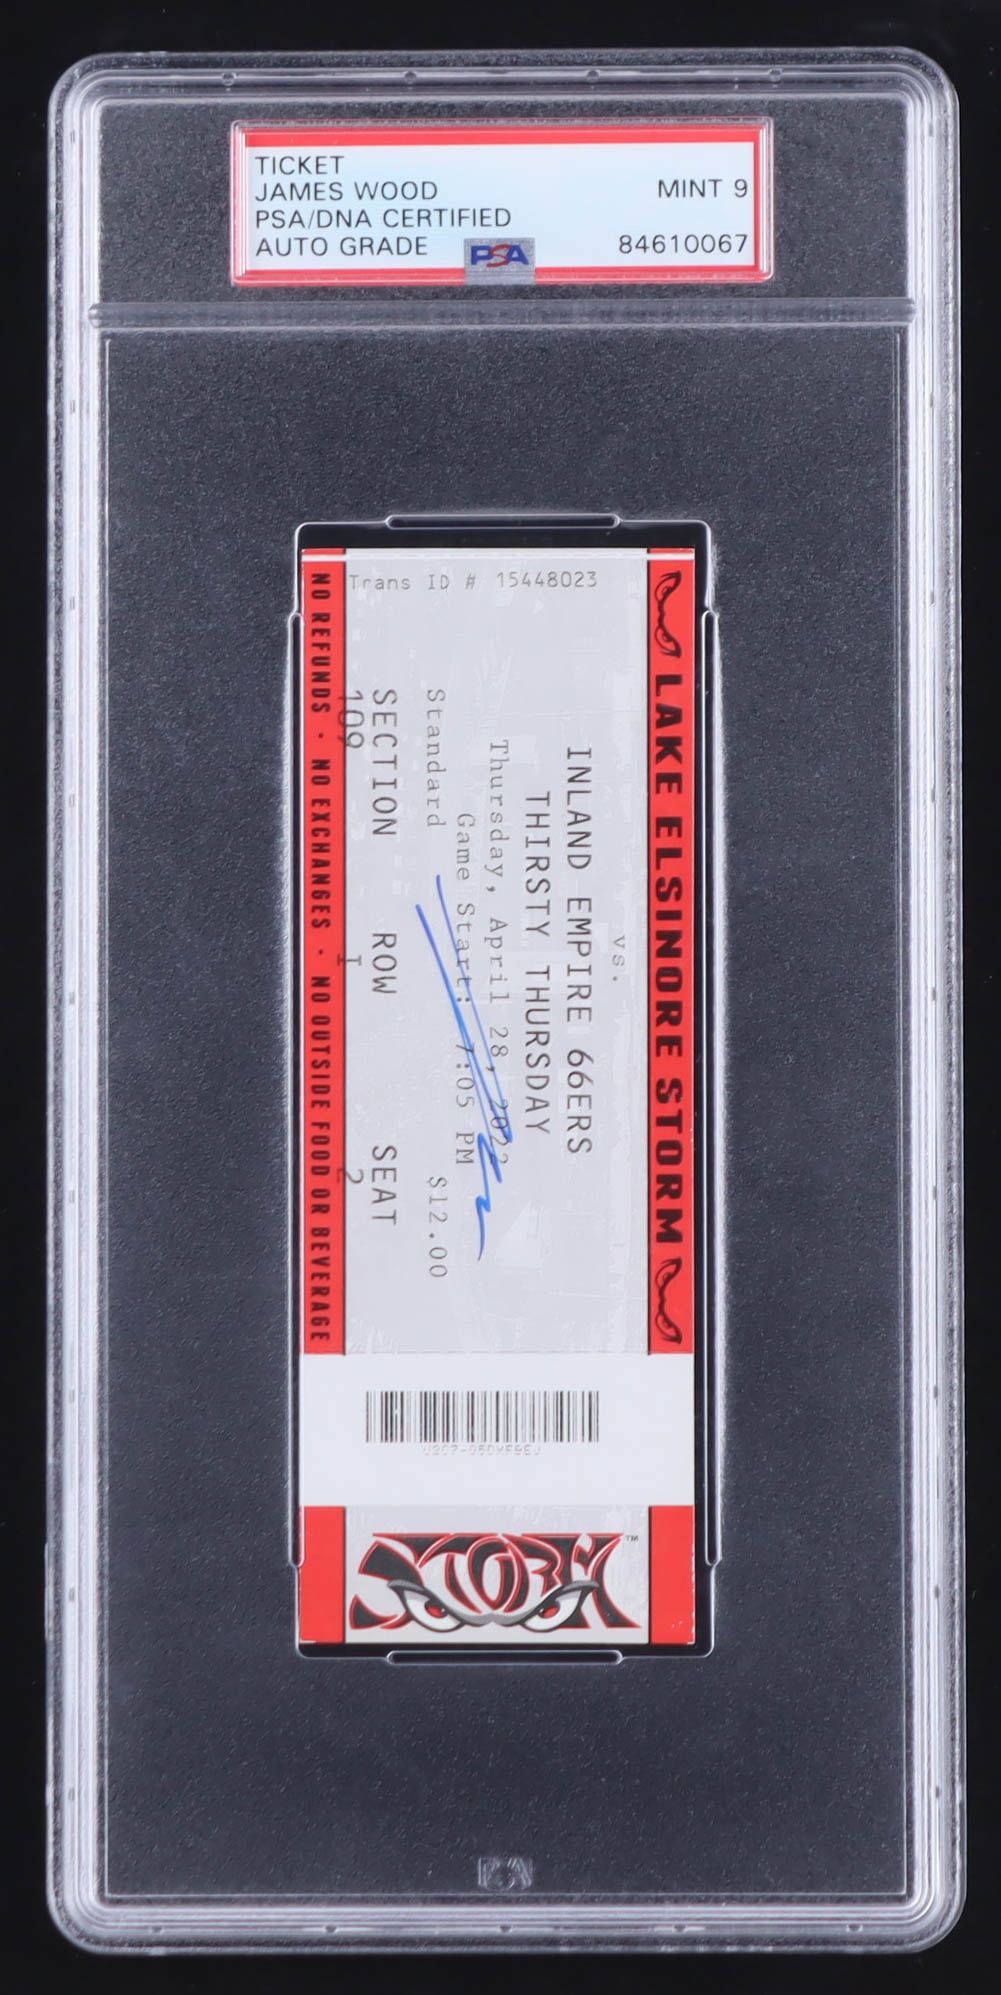 TICKET
JAMES WOOD
PSA/DNA CERTIFIED
AUTO GRADE
MINT 9
84610067
PSA
Trans ID # 15448023
LAKE ELSINORE STORM
vs.
INLAND EMPIRE 66ERS
THIRSTY THURSDAY
Thursday, April 28, 2022
Game Start: 7:05 PM
Standard $12.00
SECTION ROW SEAT
109 I 2
NO REFUNDS · NO EXCHANGES · NO OUTSIDE FOOD OR BEVERAGE
STORM™
PSA